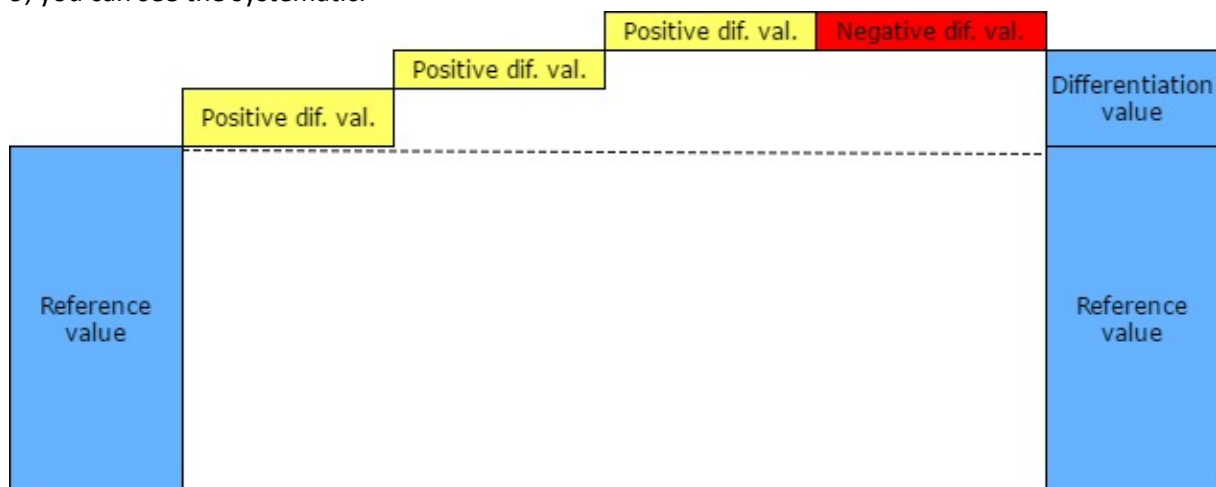 Positive dif. val.
Negative dif. val.
Positive dif. val.
Differentiation
value
Positive dif. val.
Reference
value
Reference
value